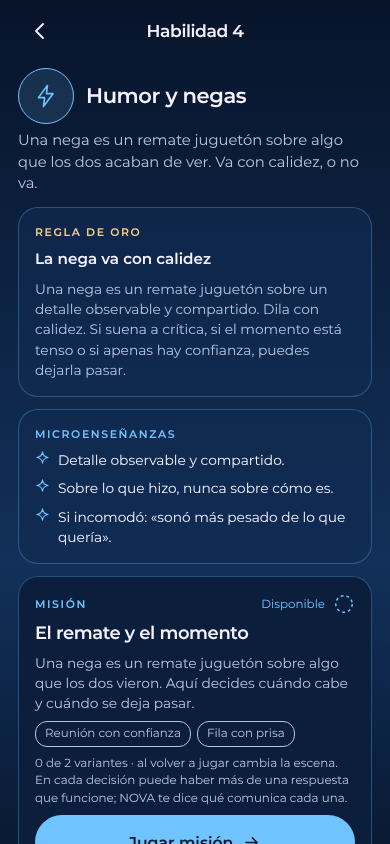 Habilidad 4
Humor y negas
Una nega es un remate juguetón sobre algo
que los dos acaban de ver. Va con calidez, o no
va.
REGLA DE ORO
La nega va con calidez
Una nega es un remate juguetón sobre un
detalle observable y compartido. Dila con
calidez. Si suena a crítica, si el momento está
tenso o si apenas hay confianza, puedes
dejarla pasar.
MICROENSEÑANZAS
Detalle observable y compartido.
Sobre lo que hizo, nunca sobre cómo es.
Si incomodó: «sonó más pesado de lo que
quería».
MISIÓN
Disponible
El remate y el momento
Una nega es un remate juguetón sobre algo
que los dos vieron. Aquí decides cuándo cabe
y cuándo se deja pasar.
Reunión con confianza
Fila con prisa
0 de 2 variantes · al volver a jugar cambia la escena.
En cada decisión puede haber más de una respuesta
que funcione; NOVA te dice qué comunica cada una.
Jugar misión →